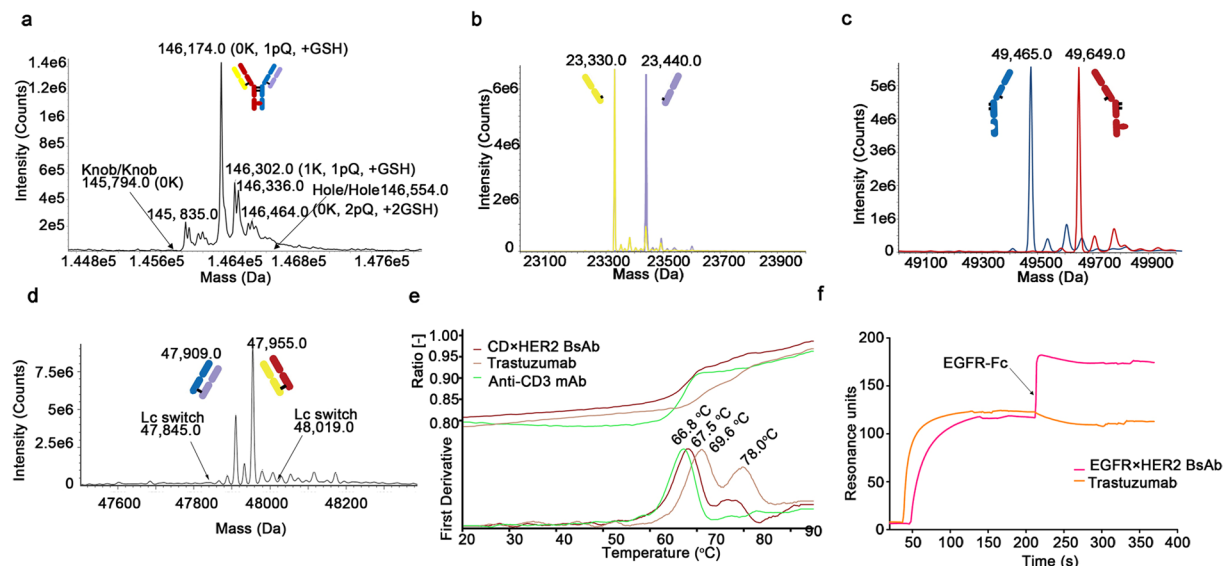 a
146,174.0 (0K, 1pQ, +GSH)
1.4e6
1.2e6
1e6
8e5
6e5
4e5
2e5
Intensity (Counts)
Knob/Knob
145,794.0 (0K)
145, 835.0
146,302.0 (1K, 1pQ, +GSH)
146,336.0
Hole/Hole 146,554.0
146,464.0 (0K, 2pQ, +2GSH)
1.448e5 1.456e5 1.464e5 1.468e5 1.476e5
Mass (Da)
b
23,330.0 23,440.0
6e6
4e6
2e6
0
Intensity (Counts)
23100 23300 23500 23700 23900
Mass (Da)
c
49,465.0 49,649.0
5e6
4e6
3e6
2e6
1e6
0
Intensity (Counts)
49100 49300 49500 49700 49900
Mass (Da)
d
47,909.0 47,955.0
7.5e6
5e6
2.5e6
0
Intensity (Counts)
Lc switch
47,845.0
Lc switch
48,019.0
47600 47800 48000 48200
Mass (Da)
e
1.00
0.95
0.90
0.85
0.80
Ratio [-]
First Derivative
CD×HER2 BsAb
Trastuzumab
Anti-CD3 mAb
66.8 °C
67.5 °C
69.6 °C
78.0°C
20 30 40 50 60 70 80 90
Temperature (°C)
f
200
150
100
50
0
Resonance units
EGFR-Fc
EGFR×HER2 BsAb
Trastuzumab
50 100 150 200 250 300 350 400
Time (s)